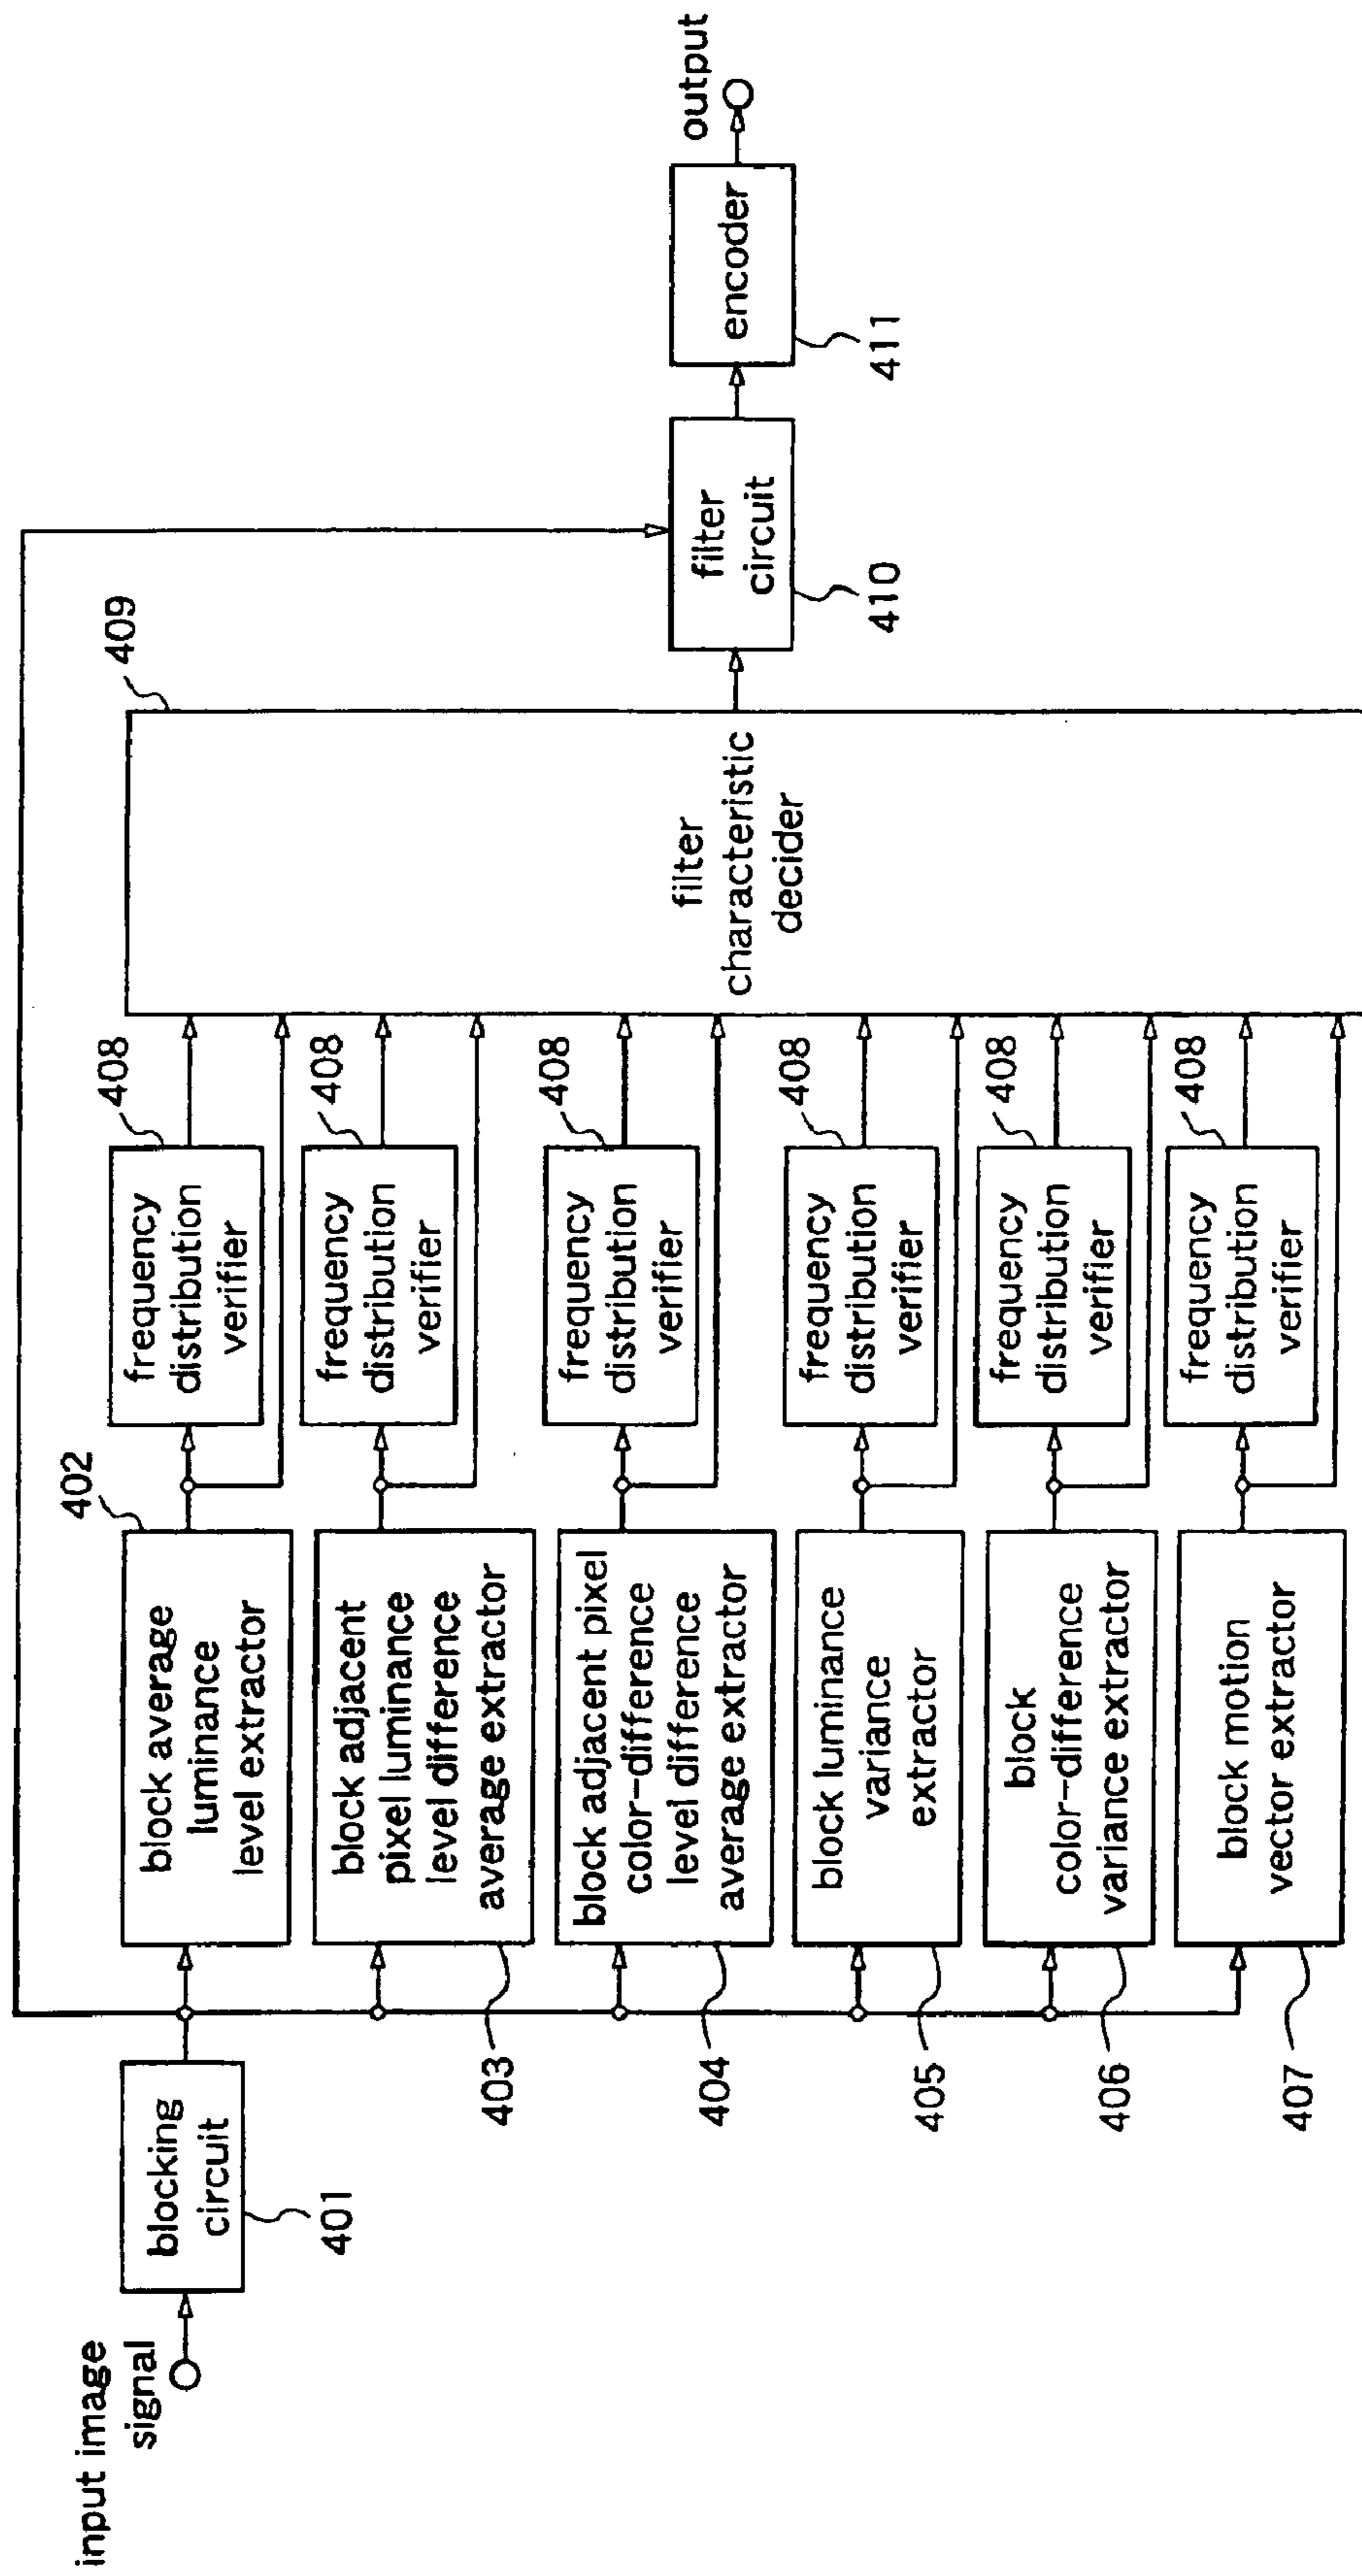 input image
signal
blocking
circuit
401
402
block average
luminance
level extractor
frequency
distribution
verifier
408
block adjacent
pixel luminance
level difference
average extractor
403
frequency
distribution
verifier
408
block adjacent pixel
color-difference
level difference
average extractor
404
frequency
distribution
verifier
408
block luminance
variance
extractor
405
frequency
distribution
verifier
408
block
color-difference
variance extractor
406
frequency
distribution
verifier
408
block motion
vector extractor
407
frequency
distribution
verifier
408
409
filter
characteristic
decider
filter
circuit
410
encoder
411
output